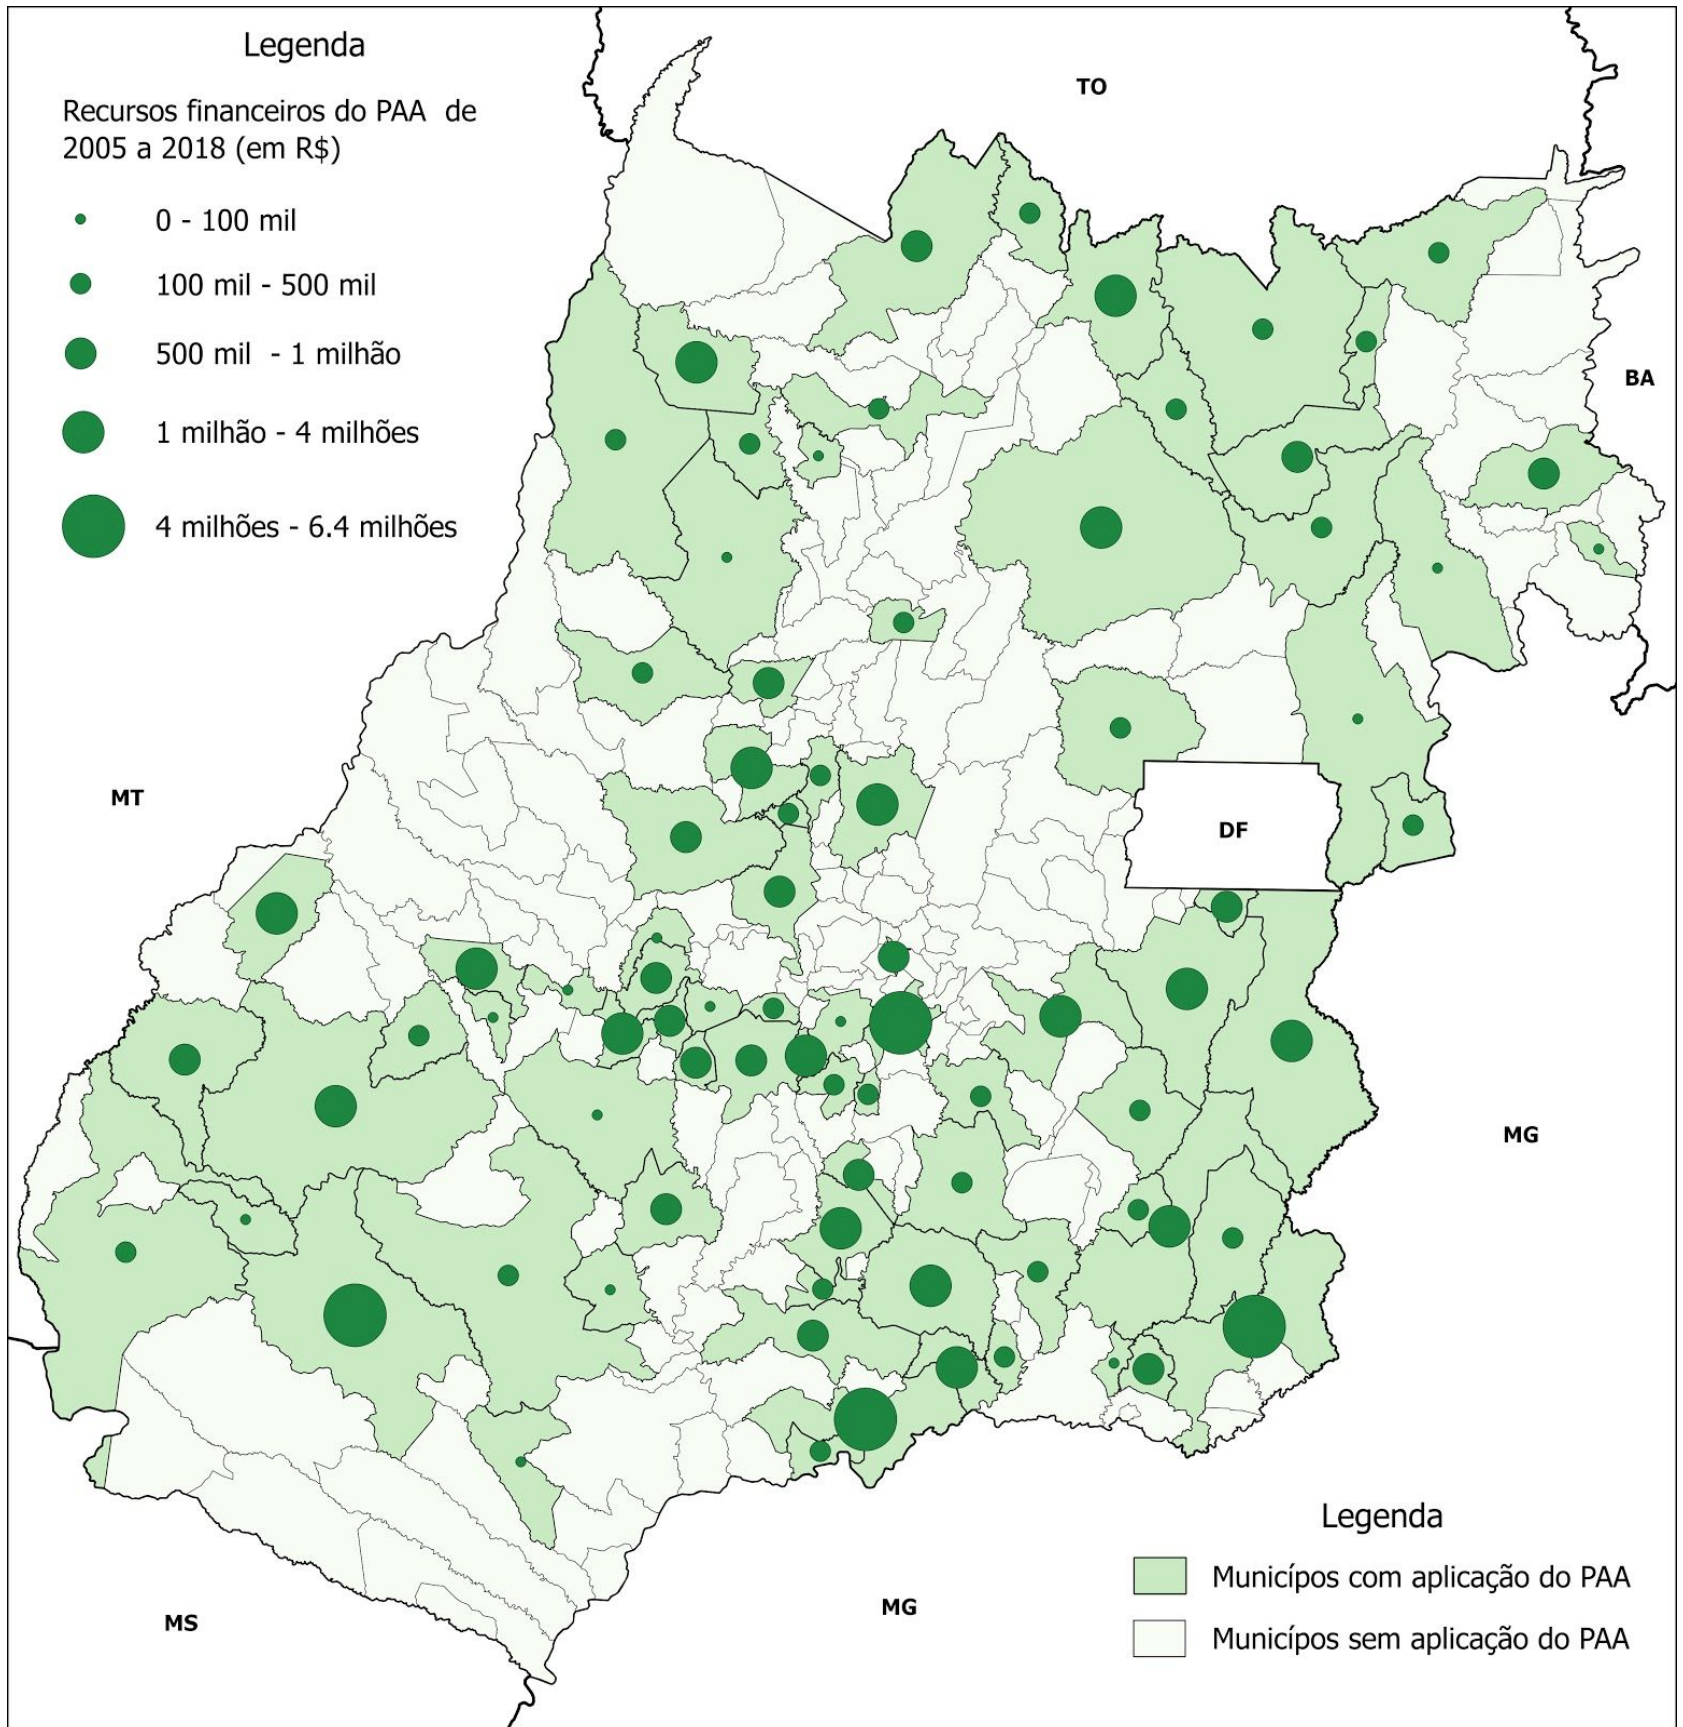 Legenda
Recursos financeiros do PAA de
2005 a 2018 (em R$)
0 - 100 mil
100 mil - 500 mil
500 mil - 1 milhão
1 milhão - 4 milhões
4 milhões - 6.4 milhões
TO
BA
MT
DF
MG
MS
MG
Legenda
Municípos com aplicação do PAA
Municípos sem aplicação do PAA